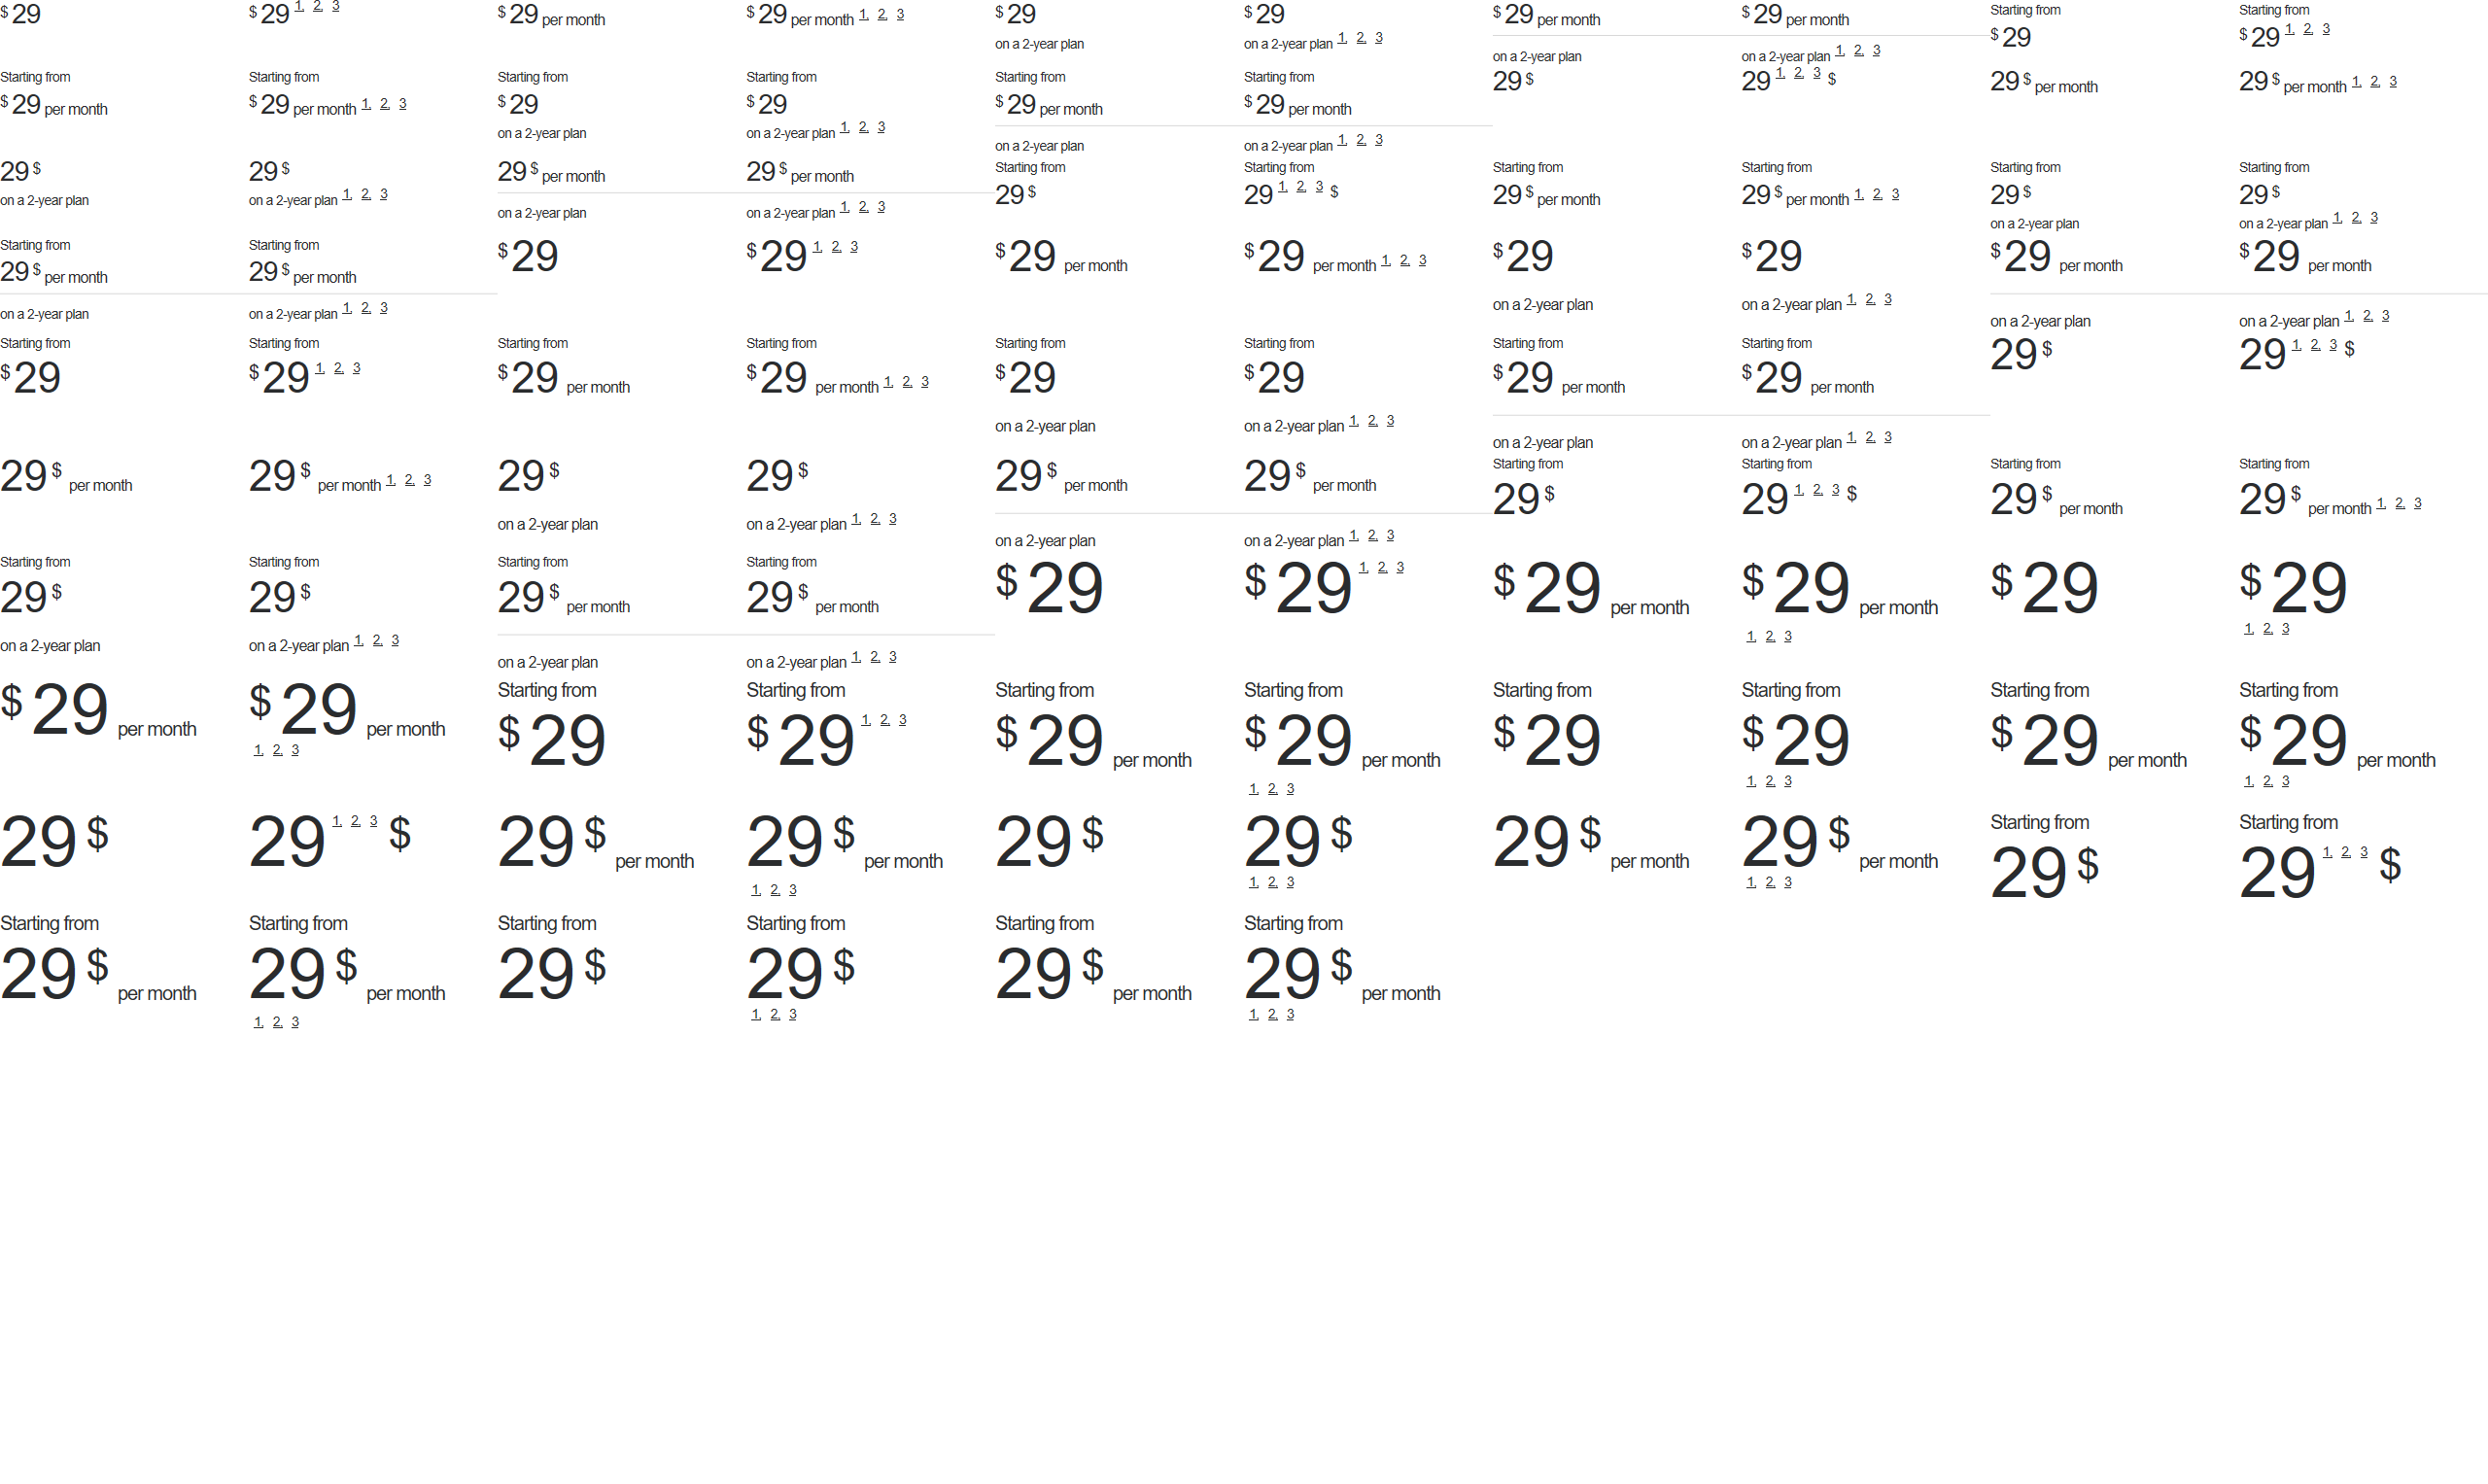 $ 29 $ 29 1, 2, 3 $ 29 per month $ 29 per month 1, 2, 3 $ 29 $ 29 $ 29 per month $ 29 per month Starting from Starting from
on a 2-year plan on a 2-year plan 1, 2, 3 on a 2-year plan on a 2-year plan 1, 2, 3 $ 29 $ 29 1, 2, 3
Starting from Starting from Starting from Starting from Starting from Starting from 29 $ 29 1, 2, 3 $ 29 $ per month 29 $ per month 1, 2, 3
$ 29 per month $ 29 per month 1, 2, 3 $ 29 $ 29 $ 29 per month $ 29 per month
on a 2-year plan on a 2-year plan 1, 2, 3 on a 2-year plan on a 2-year plan 1, 2, 3
29 $ 29 $ 29 $ per month 29 $ per month Starting from Starting from Starting from Starting from Starting from Starting from
29 $ 29 1, 2, 3 $ 29 $ per month 29 $ per month 1, 2, 3 29 $ 29 $
on a 2-year plan on a 2-year plan 1, 2, 3 on a 2-year plan on a 2-year plan 1, 2, 3 on a 2-year plan on a 2-year plan 1, 2, 3
Starting from Starting from $ 29 $ 29 1, 2, 3 $ 29 per month $ 29 per month 1, 2, 3 $ 29 $ 29 $ 29 per month $ 29 per month
29 $ per month 29 $ per month
on a 2-year plan on a 2-year plan 1, 2, 3 on a 2-year plan on a 2-year plan 1, 2, 3 on a 2-year plan on a 2-year plan 1, 2, 3
Starting from Starting from Starting from Starting from Starting from Starting from Starting from Starting from 29 $ 29 1, 2, 3 $
$ 29 $ 29 1, 2, 3 $ 29 per month $ 29 per month 1, 2, 3 $ 29 $ 29 $ 29 per month $ 29 per month
on a 2-year plan on a 2-year plan 1, 2, 3 on a 2-year plan on a 2-year plan 1, 2, 3
29 $ per month 29 $ per month 1, 2, 3 29 $ 29 $ 29 $ per month 29 $ per month Starting from Starting from Starting from Starting from
29 $ 29 1, 2, 3 $ 29 $ per month 29 $ per month 1, 2, 3
on a 2-year plan on a 2-year plan 1, 2, 3 on a 2-year plan on a 2-year plan 1, 2, 3
Starting from Starting from Starting from Starting from $ 29 $ 29 1, 2, 3 $ 29 per month $ 29 per month $ 29 $ 29
29 $ 29 $ 29 $ per month 29 $ per month 1, 2, 3 1, 2, 3
on a 2-year plan on a 2-year plan 1, 2, 3 on a 2-year plan on a 2-year plan 1, 2, 3
$ 29 per month $ 29 per month Starting from Starting from Starting from Starting from Starting from Starting from Starting from Starting from
1, 2, 3 $ 29 $ 29 1, 2, 3 $ 29 per month $ 29 per month $ 29 $ 29 $ 29 per month $ 29 per month
1, 2, 3 1, 2, 3 1, 2, 3
29 $ 29 1, 2, 3 $ 29 $ per month 29 $ per month 29 $ 29 $ 29 $ per month 29 $ per month Starting from Starting from
1, 2, 3 1, 2, 3 1, 2, 3 29 $ 29 1, 2, 3 $
Starting from Starting from Starting from Starting from Starting from Starting from
29 $ per month 29 $ per month 29 $ 29 $ 29 $ per month 29 $ per month
1, 2, 3 1, 2, 3 1, 2, 3